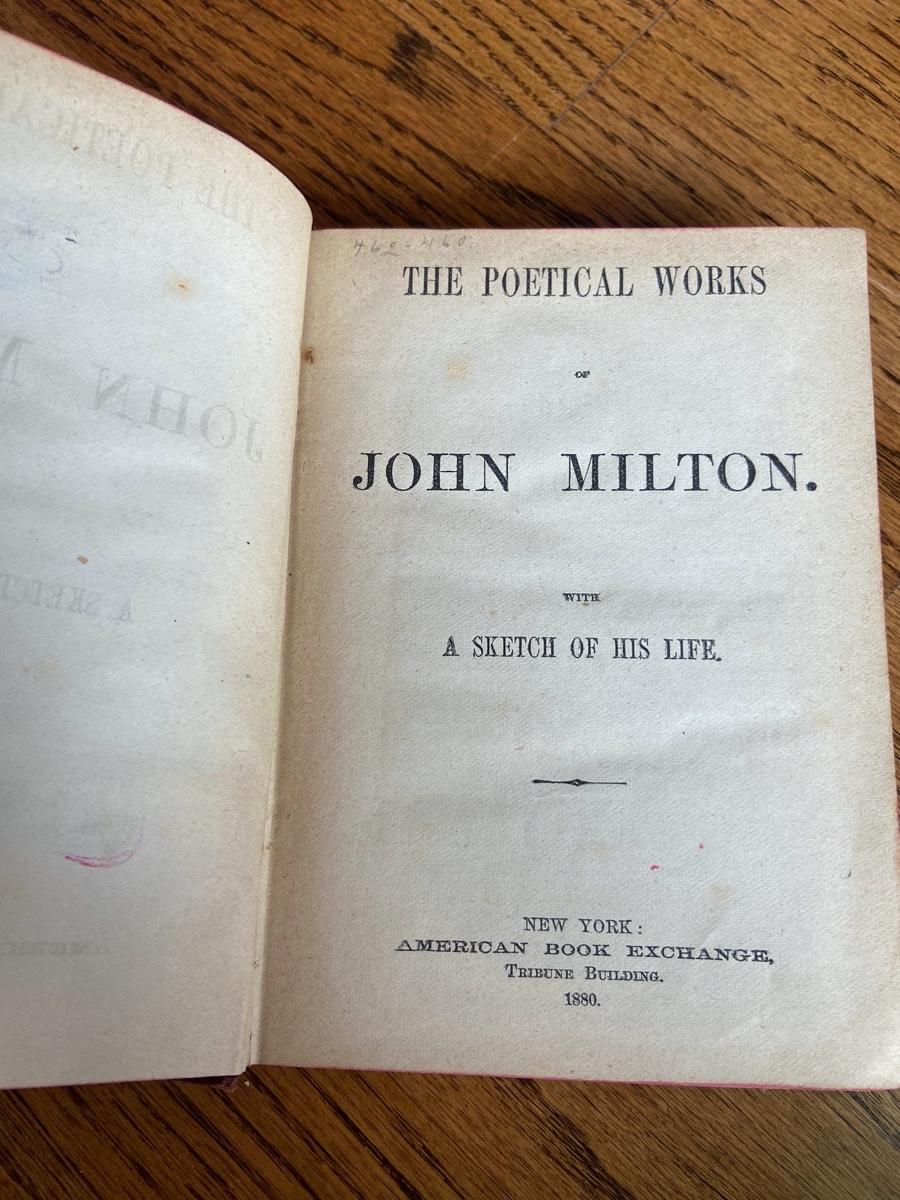 462-460
THE POETICAL WORKS
OF
JOHN MILTON.
WITH
A SKETCH OF HIS LIFE.
NEW YORK:
AMERICAN BOOK EXCHANGE,
TRIBUNE BUILDING.
1880.